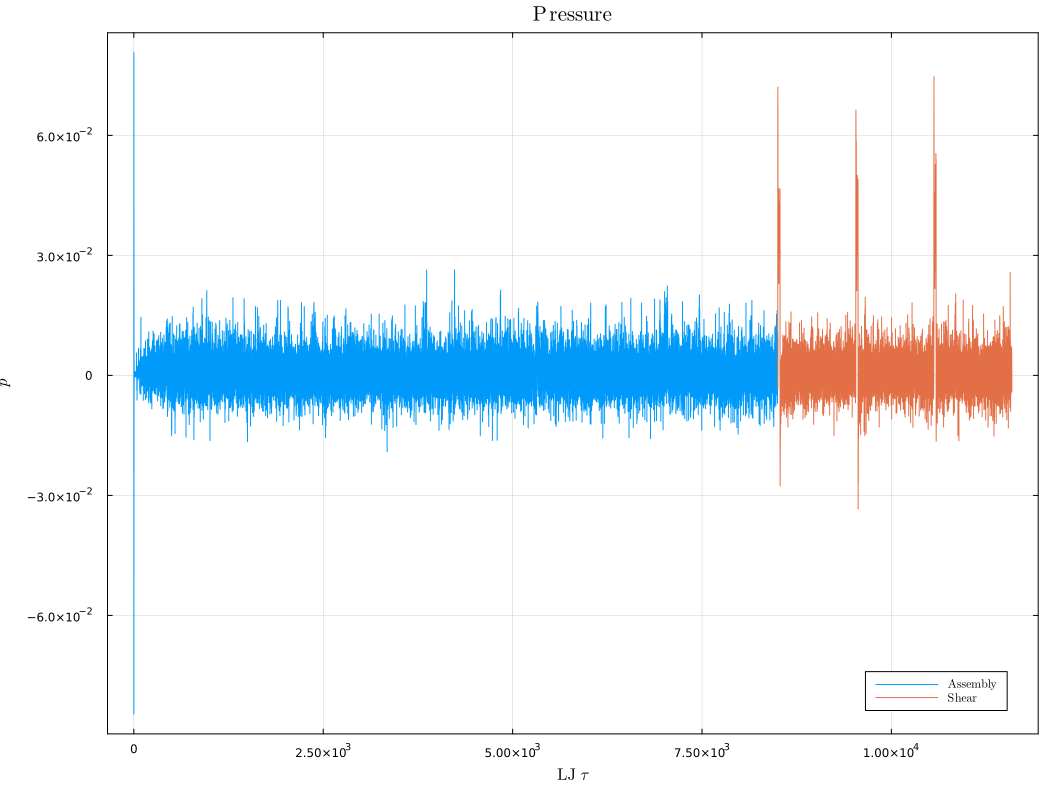 Pressure
6.0×10⁻²
3.0×10⁻²
0
−3.0×10⁻²
−6.0×10⁻²
p
0
2.50×10³
5.00×10³
7.50×10³
1.00×10⁴
LJ τ
Assembly
Shear